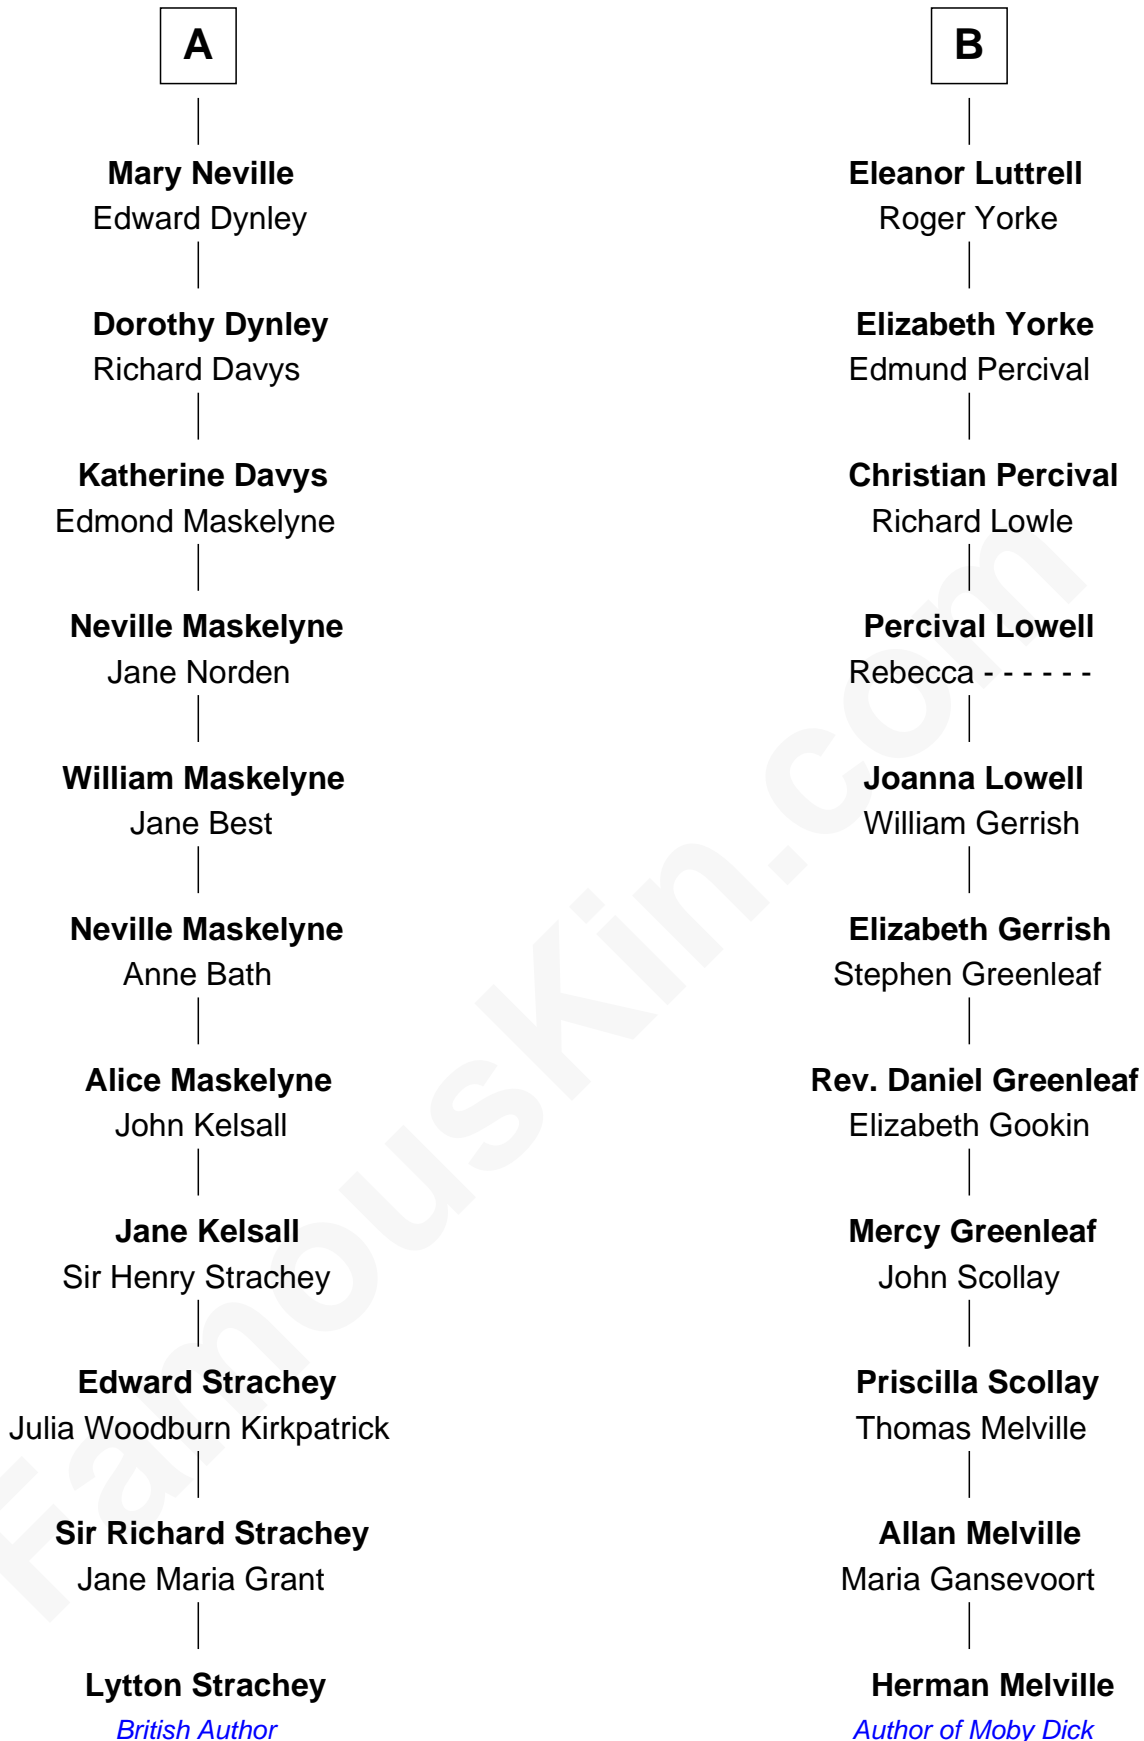 A
Mary Neville
Edward Dynley
Dorothy Dynley
Richard Davys
Katherine Davys
Edmond Maskelyne
Neville Maskelyne
Jane Norden
William Maskelyne
Jane Best
Neville Maskelyne
Anne Bath
Alice Maskelyne
John Kelsall
Jane Kelsall
Sir Henry Strachey
Edward Strachey
Julia Woodburn Kirkpatrick
Sir Richard Strachey
Jane Maria Grant
Lytton Strachey
British Author
B
Eleanor Luttrell
Roger Yorke
Elizabeth Yorke
Edmund Percival
Christian Percival
Richard Lowle
Percival Lowell
Rebecca - - - - - -
Joanna Lowell
William Gerrish
Elizabeth Gerrish
Stephen Greenleaf
Rev. Daniel Greenleaf
Elizabeth Gookin
Mercy Greenleaf
John Scollay
Priscilla Scollay
Thomas Melville
Allan Melville
Maria Gansevoort
Herman Melville
Author of Moby Dick
FamousKin.com